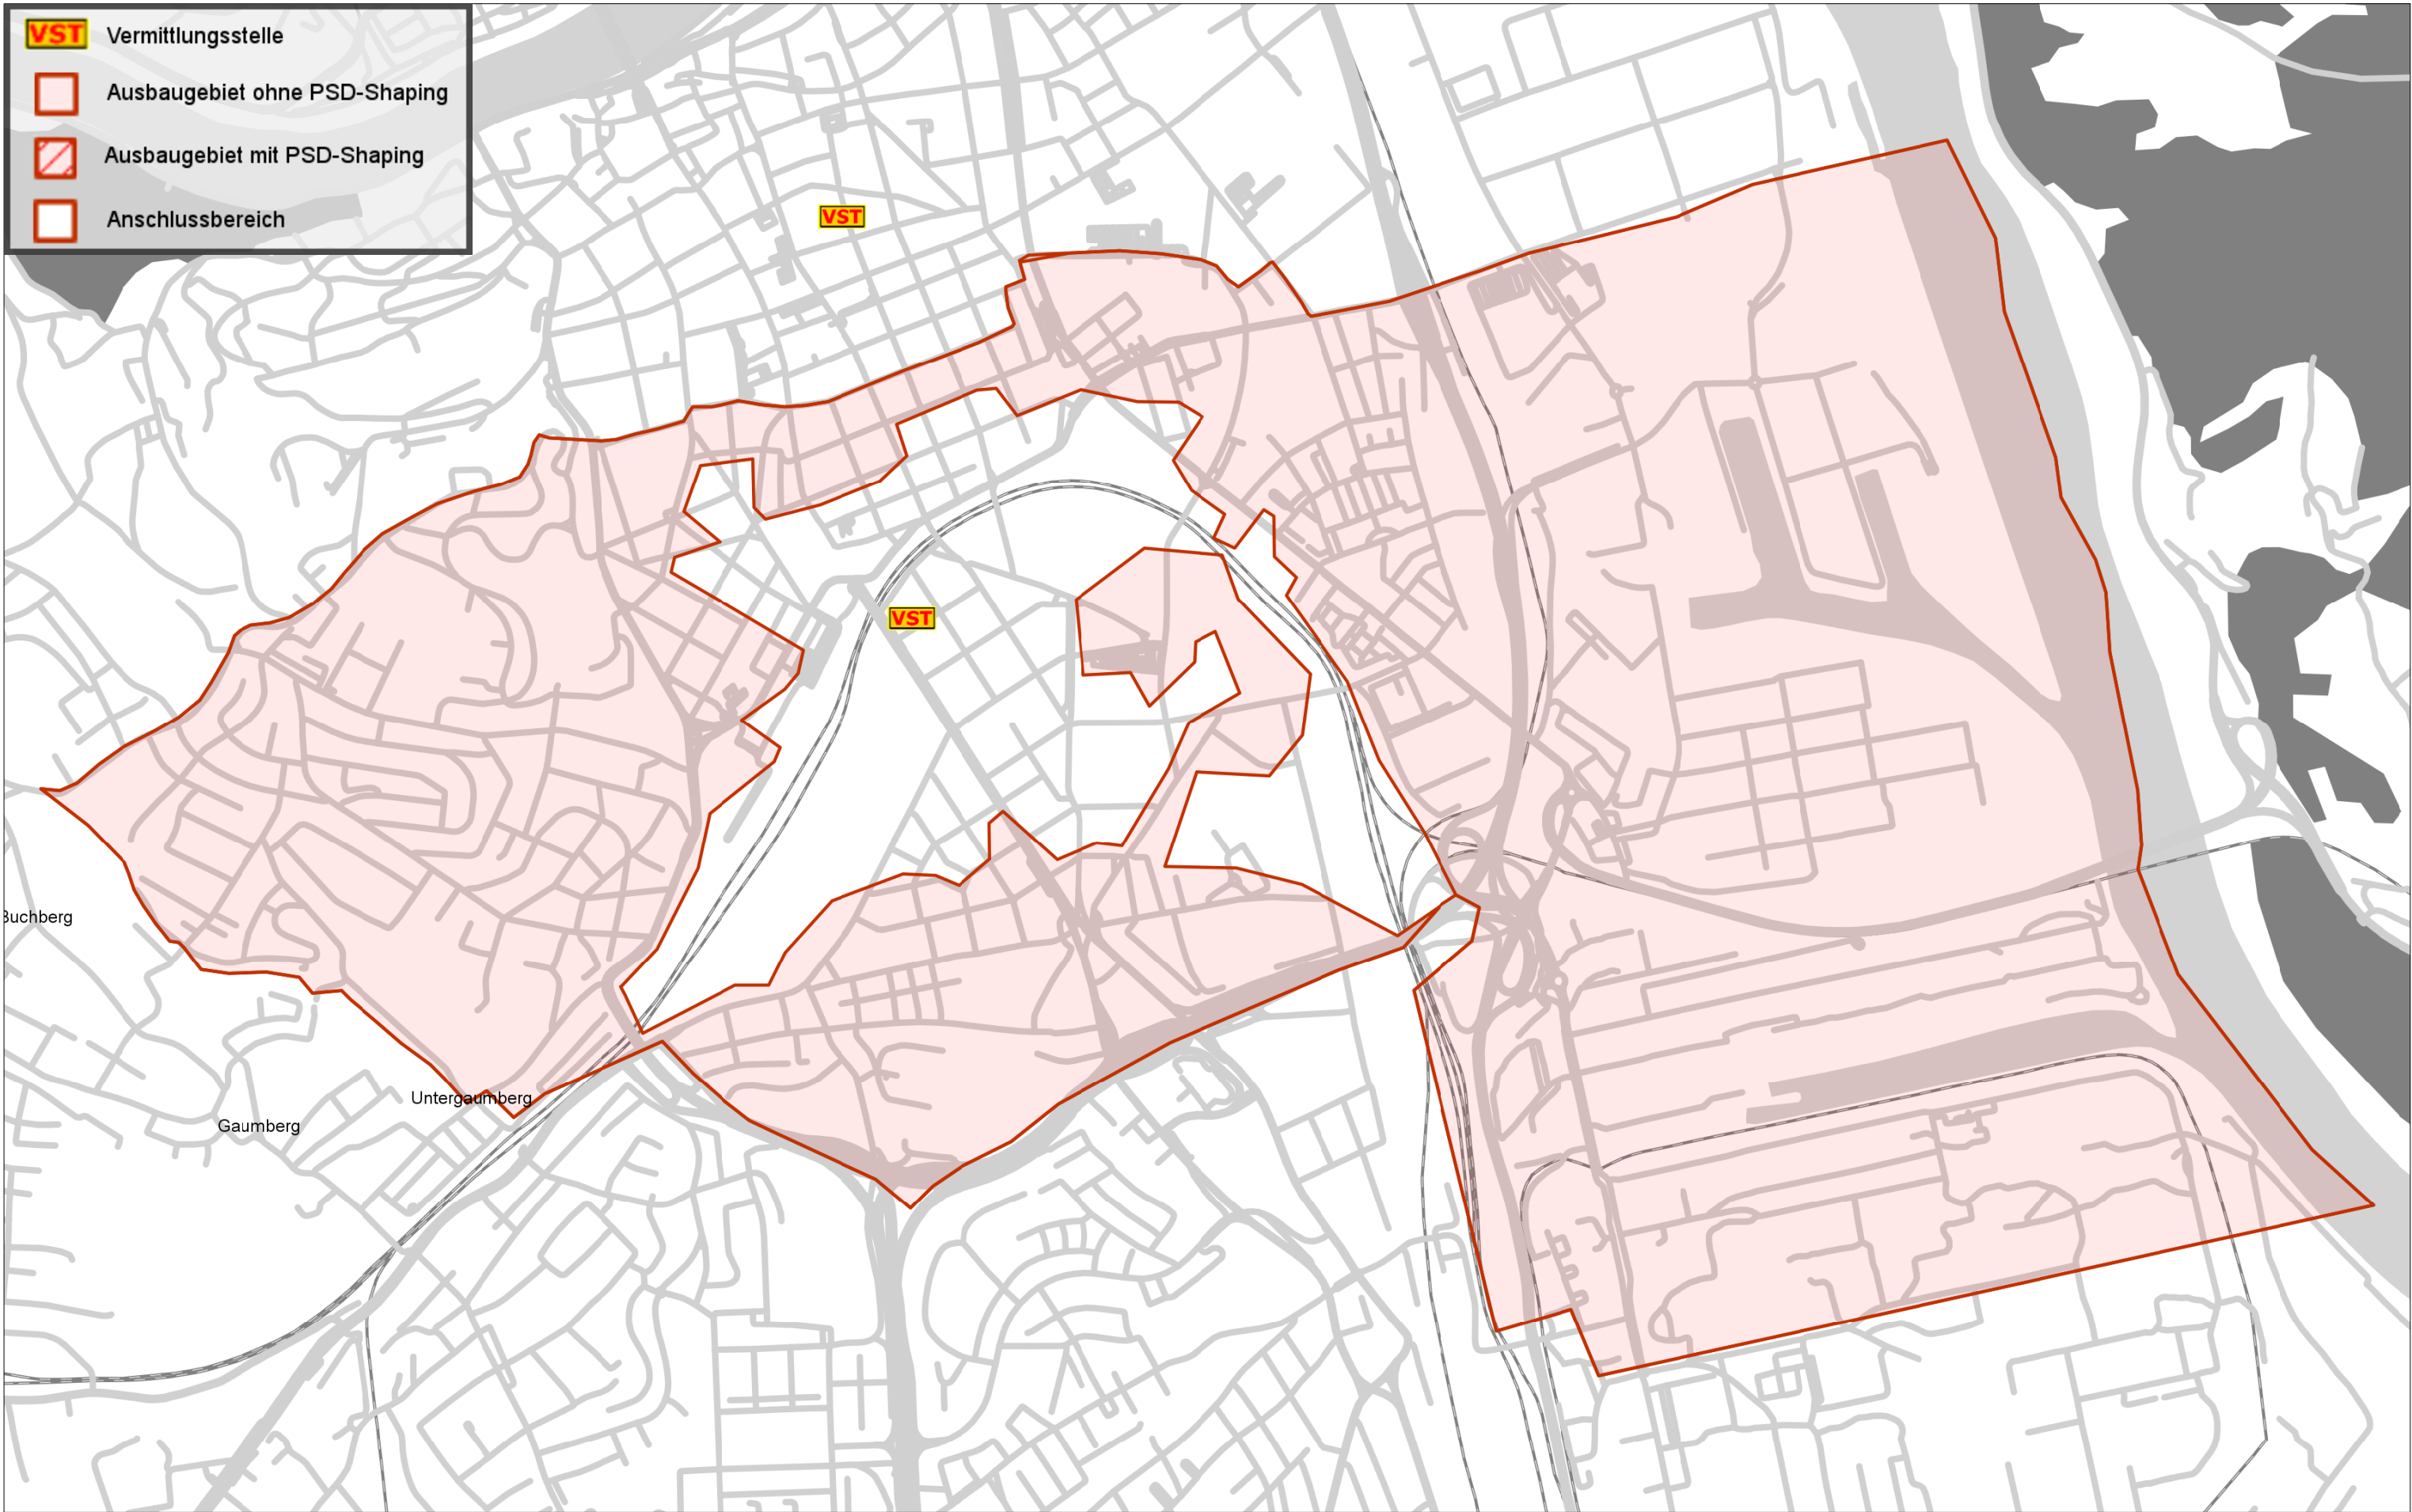 VST Vermittlungsstelle
Ausbaugebiet ohne PSD-Shaping
Ausbaugebiet mit PSD-Shaping
Anschlussbereich
VST
VST
Buchberg
Untergaumberg
Gaumberg